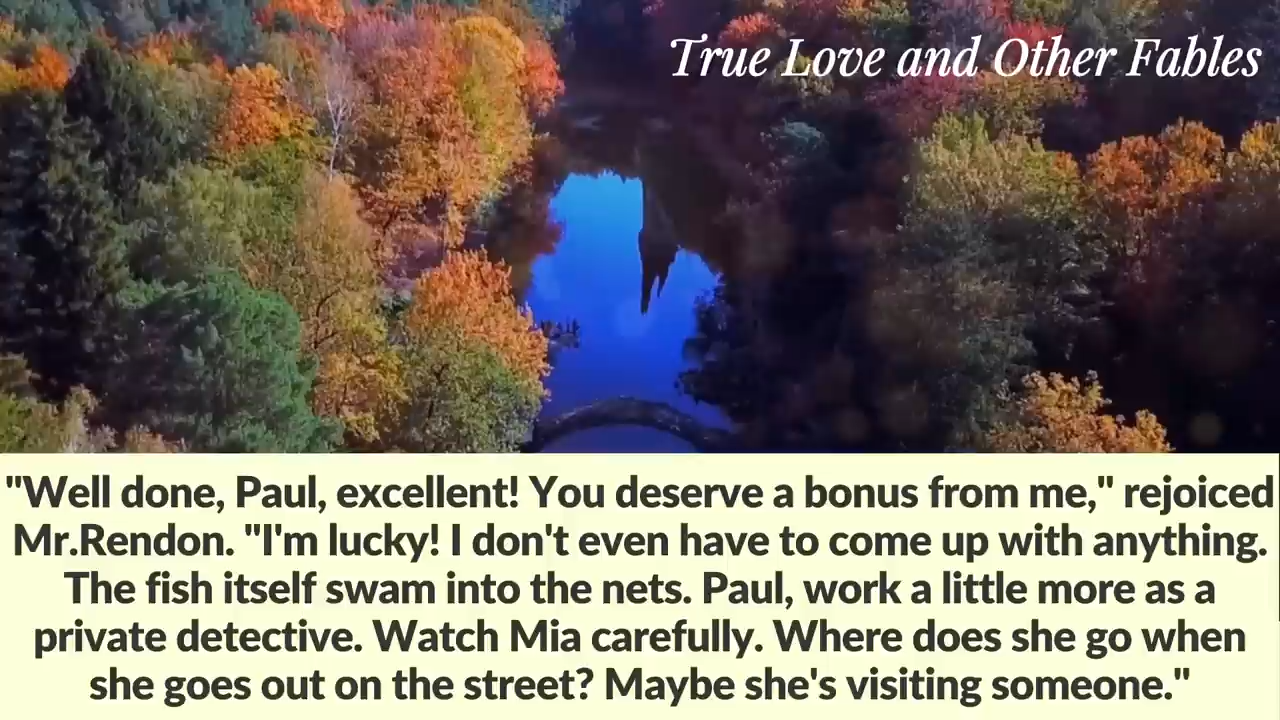 True Love and Other Fables
"Well done, Paul, excellent! You deserve a bonus from me," rejoiced
Mr.Rendon. "I'm lucky! I don't even have to come up with anything.
The fish itself swam into the nets. Paul, work a little more as a
private detective. Watch Mia carefully. Where does she go when
she goes out on the street? Maybe she's visiting someone."